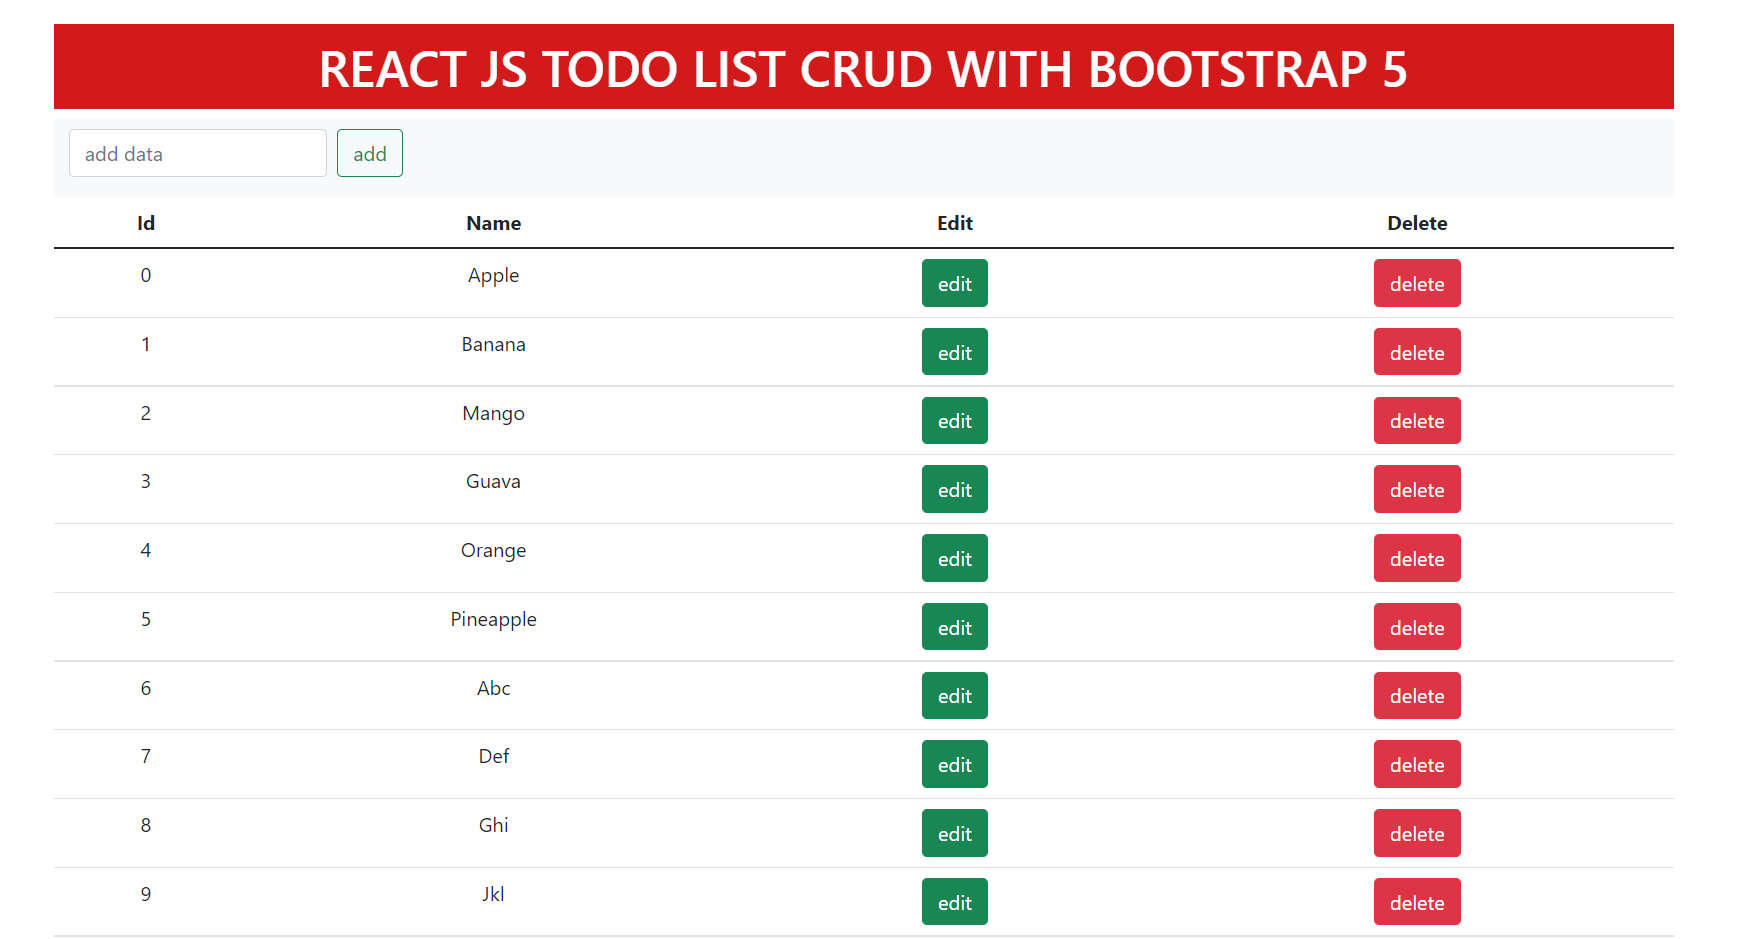 REACT JS TODO LIST CRUD WITH BOOTSTRAP 5
add data add
Id Name Edit Delete
0 Apple edit delete
1 Banana edit delete
2 Mango edit delete
3 Guava edit delete
4 Orange edit delete
5 Pineapple edit delete
6 Abc edit delete
7 Def edit delete
8 Ghi edit delete
9 Jkl edit delete